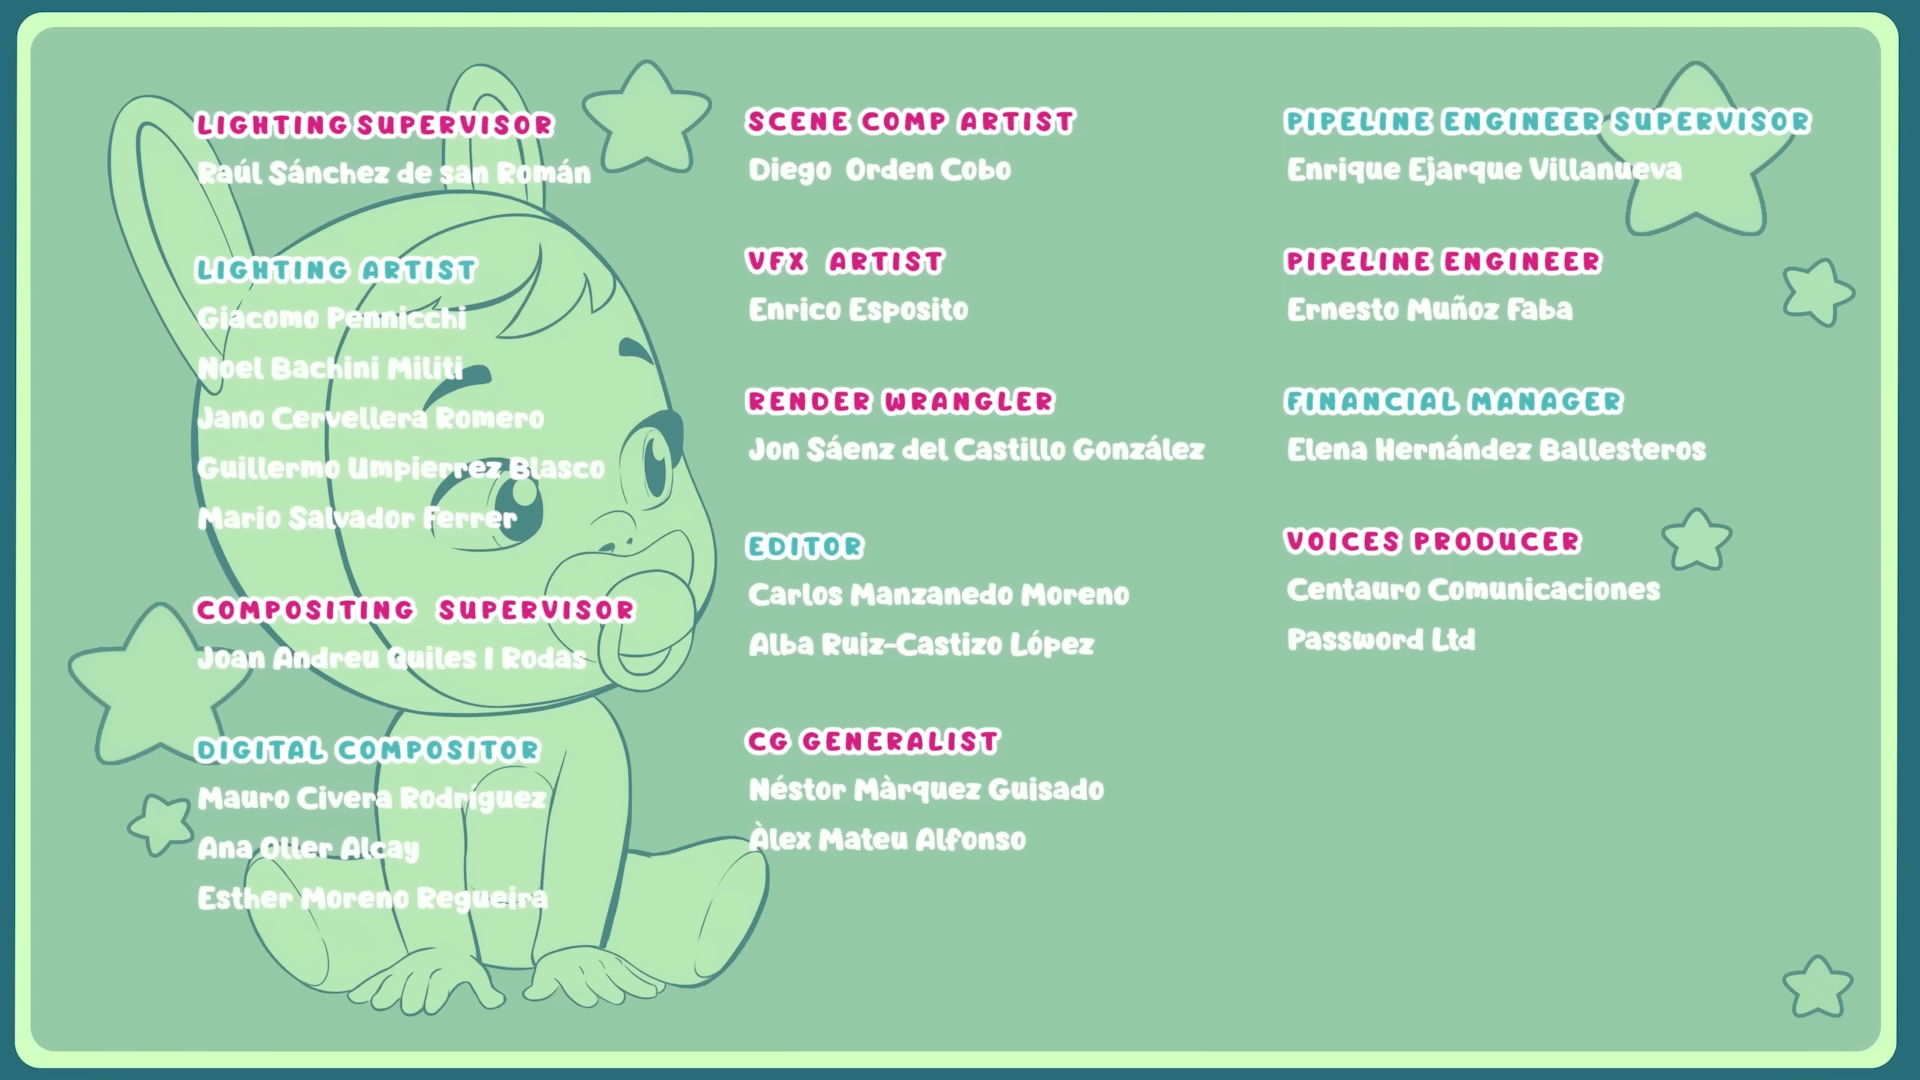 LIGHTING SUPERVISOR
Raúl Sánchez de san Román
LIGHTING ARTIST
Giacomo Pennicchi
Noel Bachini Militi
Jano Cervellera Romero
Guillermo Umpierrez Blasco
Mario Salvador Ferrer
COMPOSITING SUPERVISOR
Joan Andreu Quiles I Rodas
DIGITAL COMPOSITOR
Mauro Civera Rodríguez
Ana Oller Alcay
Esther Moreno Regueira
SCENE COMP ARTIST
Diego Orden Cobo
VFX ARTIST
Enrico Esposito
RENDER WRANGLER
Jon Sáenz del Castillo González
EDITOR
Carlos Manzanedo Moreno
Alba Ruiz-Castizo López
CG GENERALIST
Néstor Màrquez Guisado
Àlex Mateu Alfonso
PIPELINE ENGINEER SUPERVISOR
Enrique Ejarque Villanueva
PIPELINE ENGINEER
Ernesto Muñoz Faba
FINANCIAL MANAGER
Elena Hernández Ballesteros
VOICES PRODUCER
Centauro Comunicaciones
Password Ltd